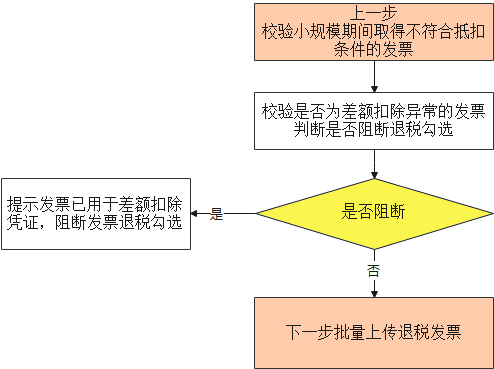 上一步
校验小规模期间取得不符合抵扣
条件的发票
校验是否为差额扣除异常的发票
判断是否阻断退税勾选
是否阻断
是
提示发票已用于差额扣除
凭证，阻断发票退税勾选
否
下一步批量上传退税发票